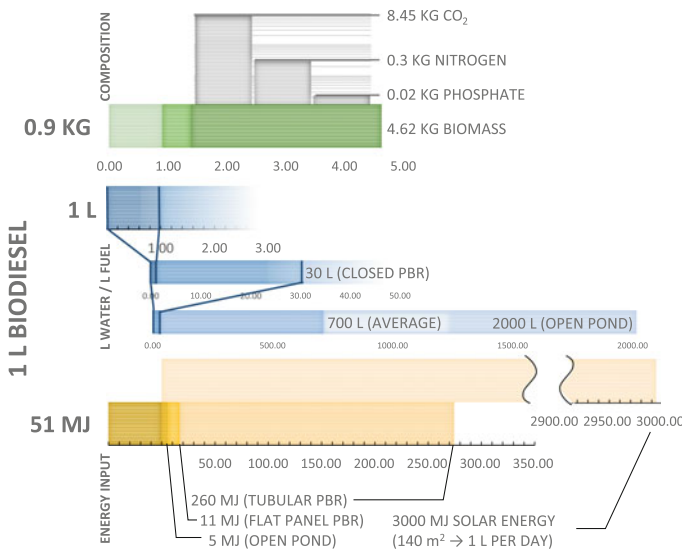 1 L BIODIESEL
COMPOSITION
8.45 KG CO₂
0.3 KG NITROGEN
0.02 KG PHOSPHATE
0.9 KG
4.62 KG BIOMASS
0.00 1.00 2.00 3.00 4.00 5.00
1 L
1.00 2.00 3.00
L WATER / L FUEL
30 L (CLOSED PBR)
0.00 10.00 20.00 30.00 40.00 50.00
700 L (AVERAGE) 2000 L (OPEN POND)
0.00 500.00 1000.00 1500.00 2000.00
51 MJ
2900.00 2950.00 3000.00
50.00 100.00 150.00 200.00 250.00 300.00 350.00
ENERGY INPUT
260 MJ (TUBULAR PBR)
11 MJ (FLAT PANEL PBR)
5 MJ (OPEN POND)
3000 MJ SOLAR ENERGY
(140 m² → 1 L PER DAY)